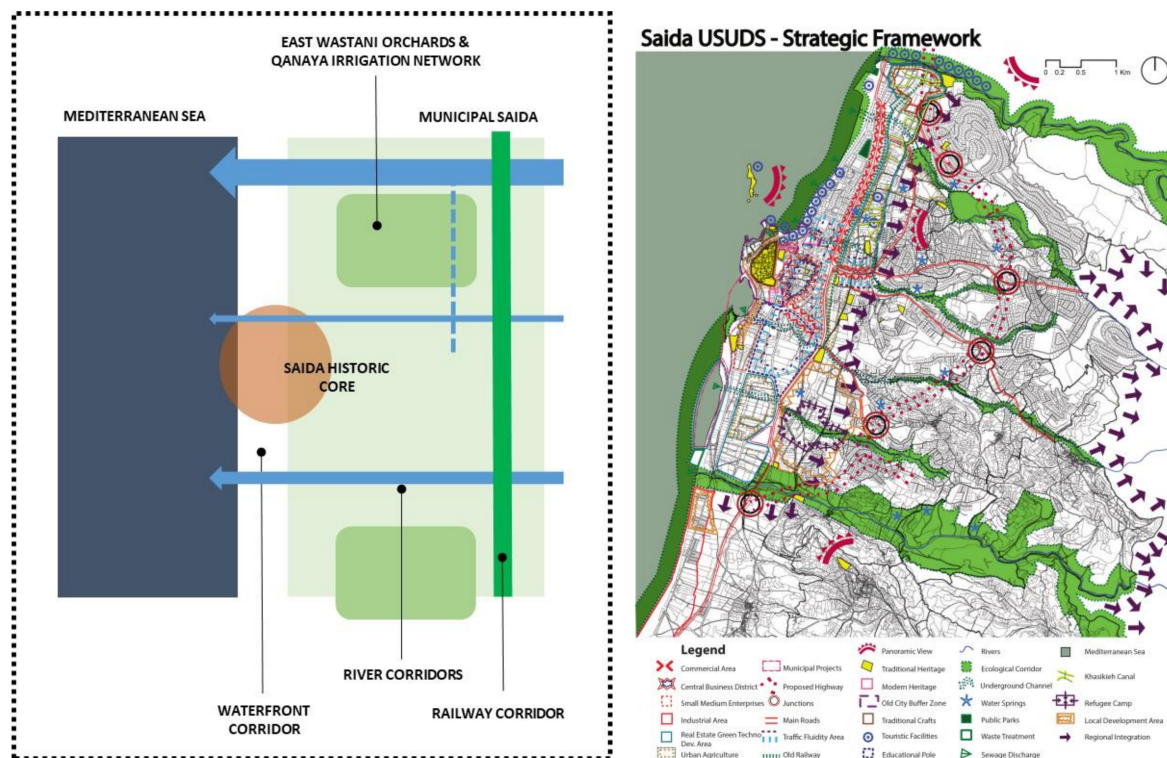 EAST WASTANI ORCHARDS &
QANAYA IRRIGATION NETWORK
MEDITERRANEAN SEA
MUNICIPAL SAIDA
SAIDA HISTORIC
CORE
RIVER CORRIDORS
WATERFRONT
CORRIDOR
RAILWAY CORRIDOR
Saida USUDS - Strategic Framework
0 0.2 0.5 1 Km
Legend
Commercial Area
Central Business District
Small Medium Enterprises
Industrial Area
Real Estate Green Techno
Dev. Area
Urban Agriculture
Municipal Projects
Proposed Highway
Junctions
Main Roads
Traffic Fluidity Area
Old Railway
Panoramic View
Traditional Heritage
Modern Heritage
Old City Buffer Zone
Traditional Crafts
Touristic Facilities
Educational Pole
Rivers
Ecological Corridor
Underground Channel
Water Springs
Public Parks
Waste Treatment
Sewage Discharge
Mediterranean Sea
Khasikieh Canal
Refugee Camp
Local Development Area
Regional Integration